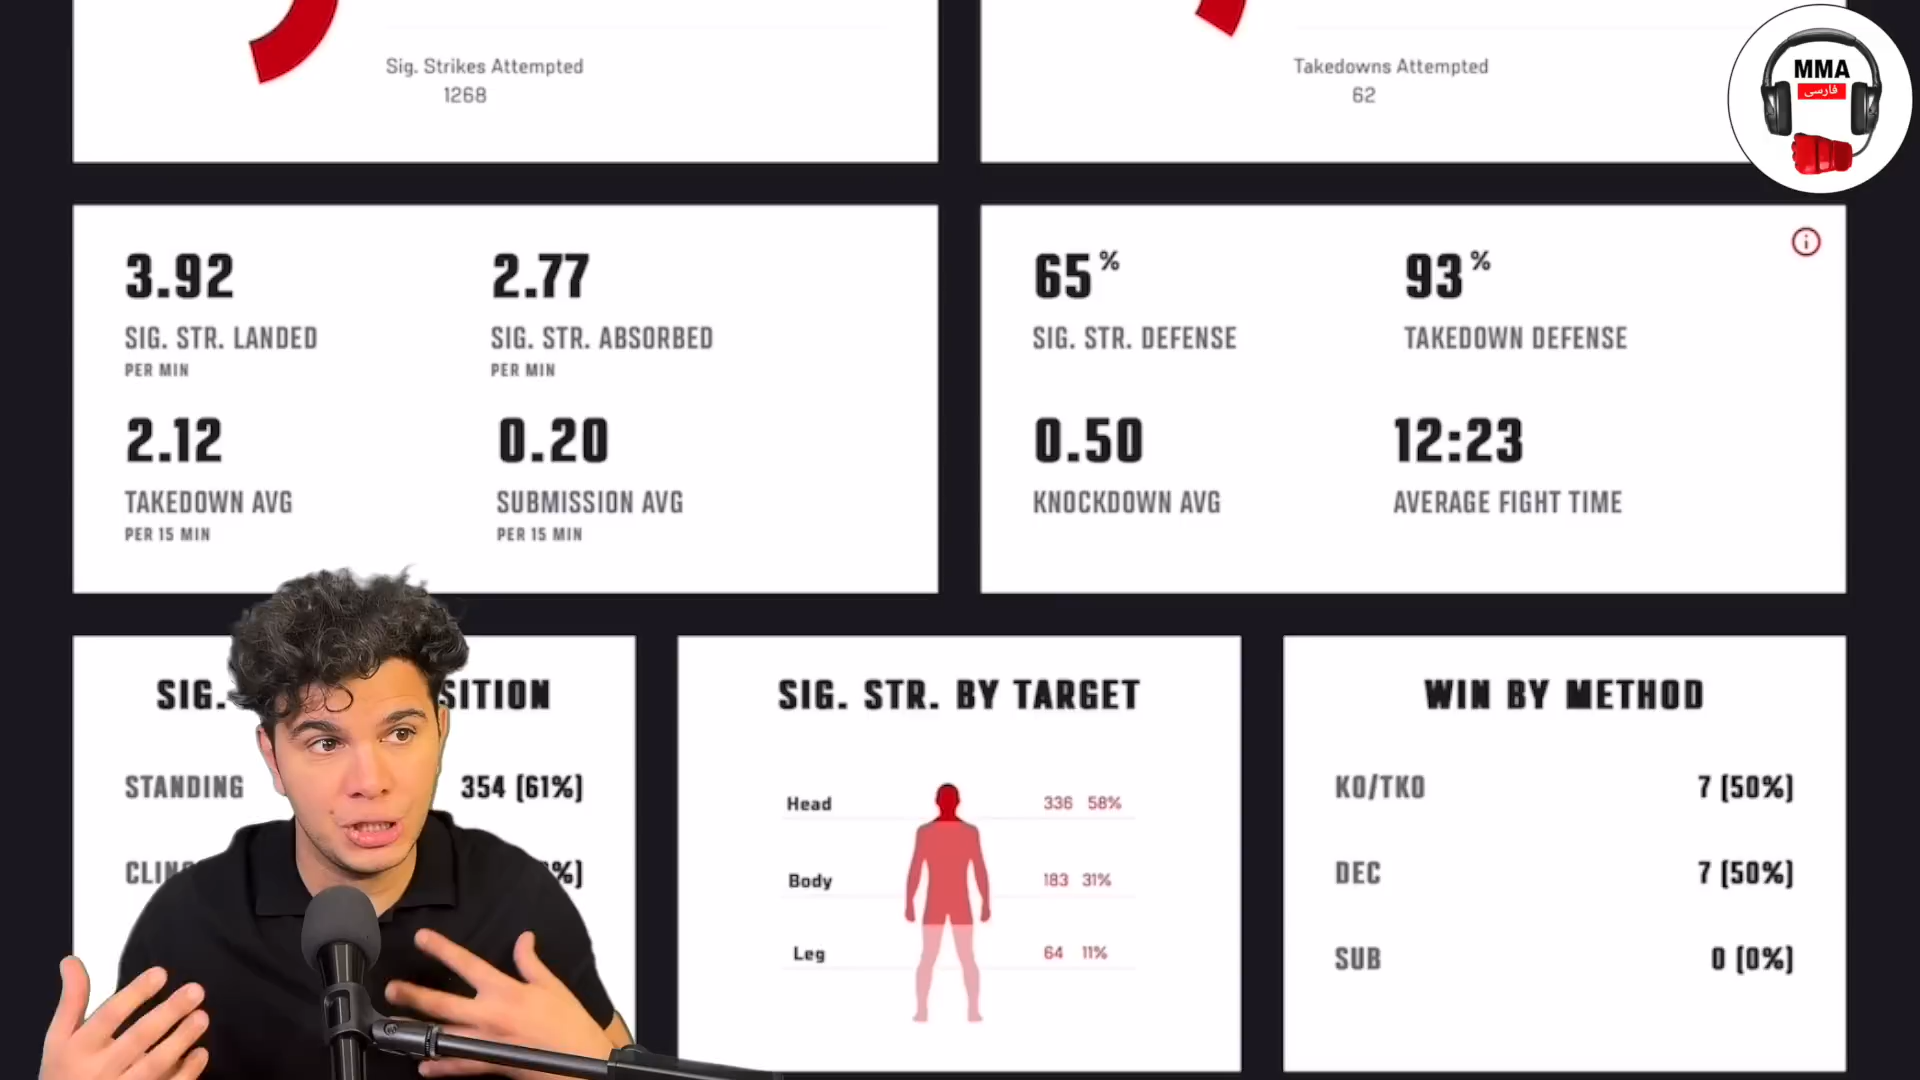 Sig. Strikes Attempted
1268
Takedowns Attempted
62
MMA
فارسی
3.92
SIG. STR. LANDED
PER MIN
2.77
SIG. STR. ABSORBED
PER MIN
2.12
TAKEDOWN AVG
PER 15 MIN
0.20
SUBMISSION AVG
PER 15 MIN
65%
SIG. STR. DEFENSE
93%
TAKEDOWN DEFENSE
0.50
KNOCKDOWN AVG
12:23
AVERAGE FIGHT TIME
SIG.
STANDING 354 (61%)
SIG. STR. BY TARGET
Head 336 58%
Body 183 31%
Leg 64 11%
WIN BY METHOD
KO/TKO 7 (50%)
DEC 7 (50%)
SUB 0 (0%)